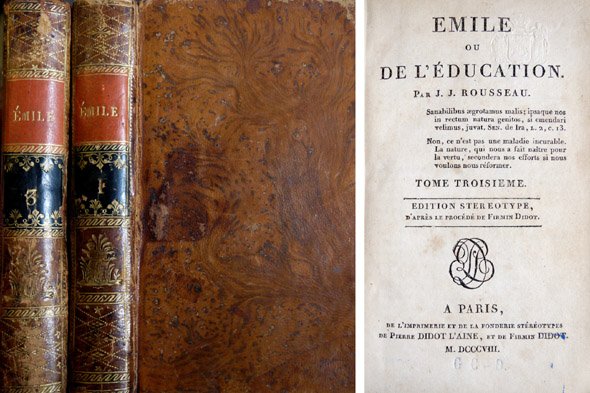 ÉMILE
3
ÉMILE
1
EMILE
OU
DE L'ÉDUCATION.
PAR J. J. ROUSSEAU.
Sanabilibus ægrotamus malis; ipsaque nos
in rectum natura genitos, si emendari
velimus, juvat. SEN. de Ira, L. 2, c. 13.
Non, ce n'est pas une maladie incurable.
La nature, qui nous a fait naître pour
la vertu, secondera nos efforts si nous
voulons nous réformer.
TOME TROISIEME.
EDITION STEREOTYPE,
D'APRÈS LE PROCÉDÉ DE FIRMIN DIDOT.
A PARIS,
DE L'IMPRIMERIE ET DE LA FONDERIE STÉRÉOTYPES
DE PIERRE DIDOT L'AINE, ET DE FIRMIN DIDOT.
M. DCCCVIII.